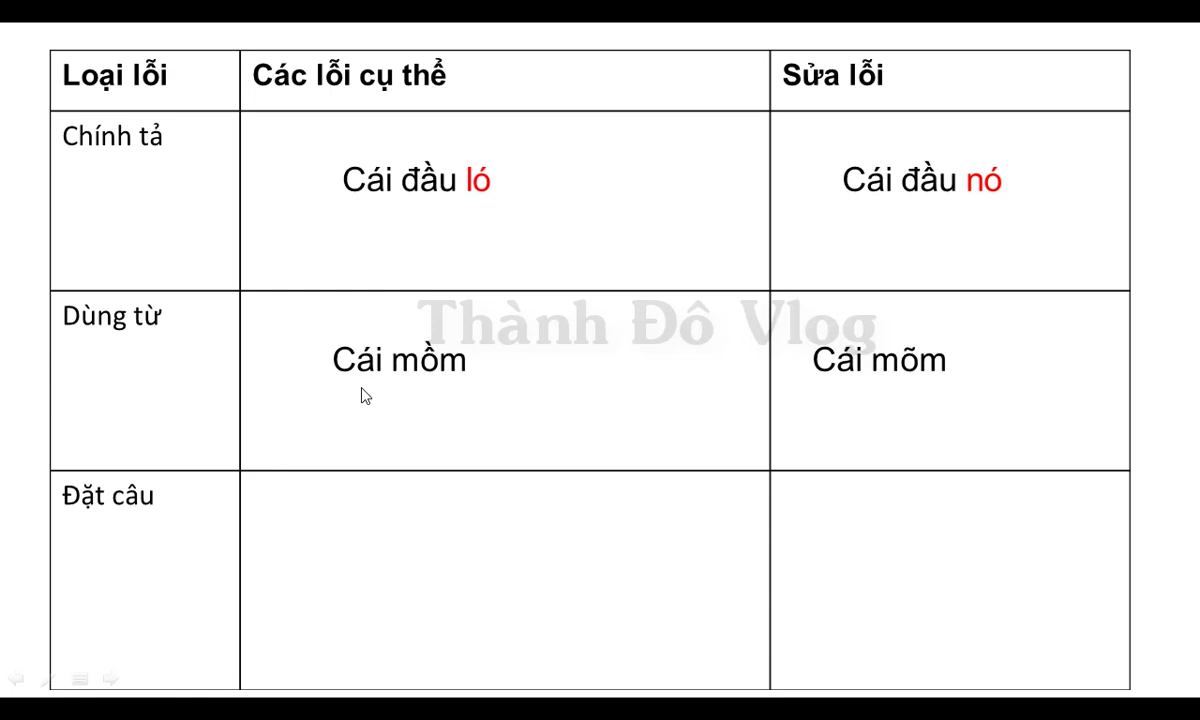 Loại lỗi
Các lỗi cụ thể
Sửa lỗi
Chính tả
Cái đầu ló
Cái đầu nó
Dùng từ
Thành Đô Vlog
Cái mồm
Cái mõm
Đặt câu